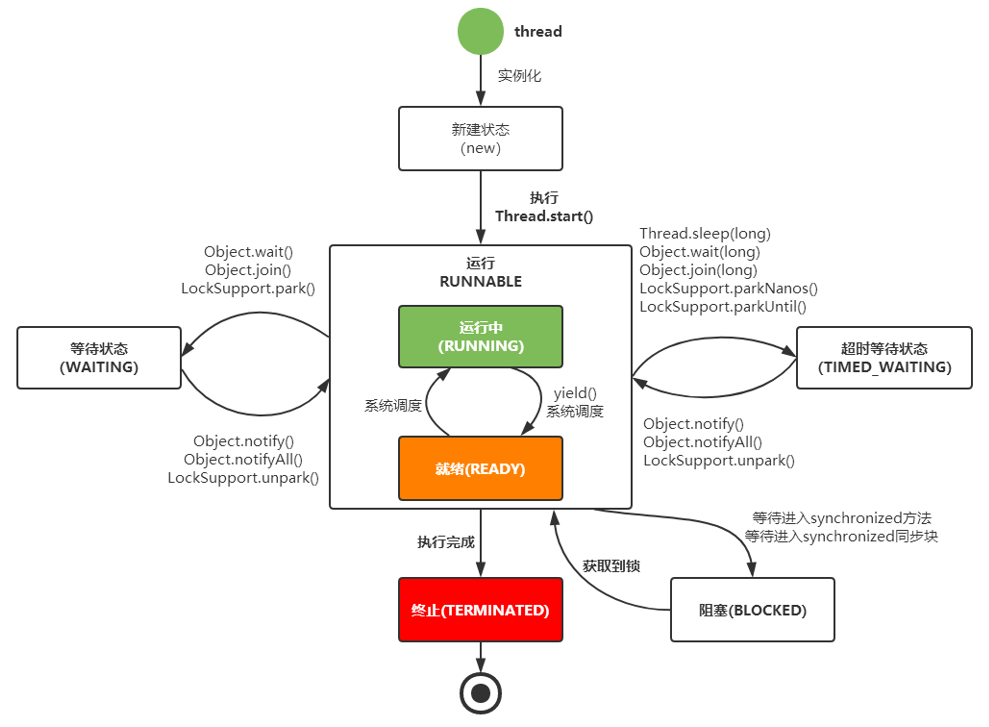 thread
实例化
新建状态
（new）
执行
Thread.start()
Object.wait()
Object.join()
LockSupport.park()
运行
RUNNABLE
Thread.sleep(long)
Object.wait(long)
Object.join(long)
LockSupport.parkNanos()
LockSupport.parkUntil()
运行中
(RUNNING)
等待状态
(WAITING)
超时等待状态
(TIMED_WAITING)
系统调度
yield()
系统调度
Object.notify()
Object.notifyAll()
LockSupport.unpark()
Object.notify()
Object.notifyAll()
LockSupport.unpark()
就绪(READY)
执行完成
等待进入synchronized方法
等待进入synchronized同步块
获取到锁
终止(TERMINATED)
阻塞(BLOCKED)